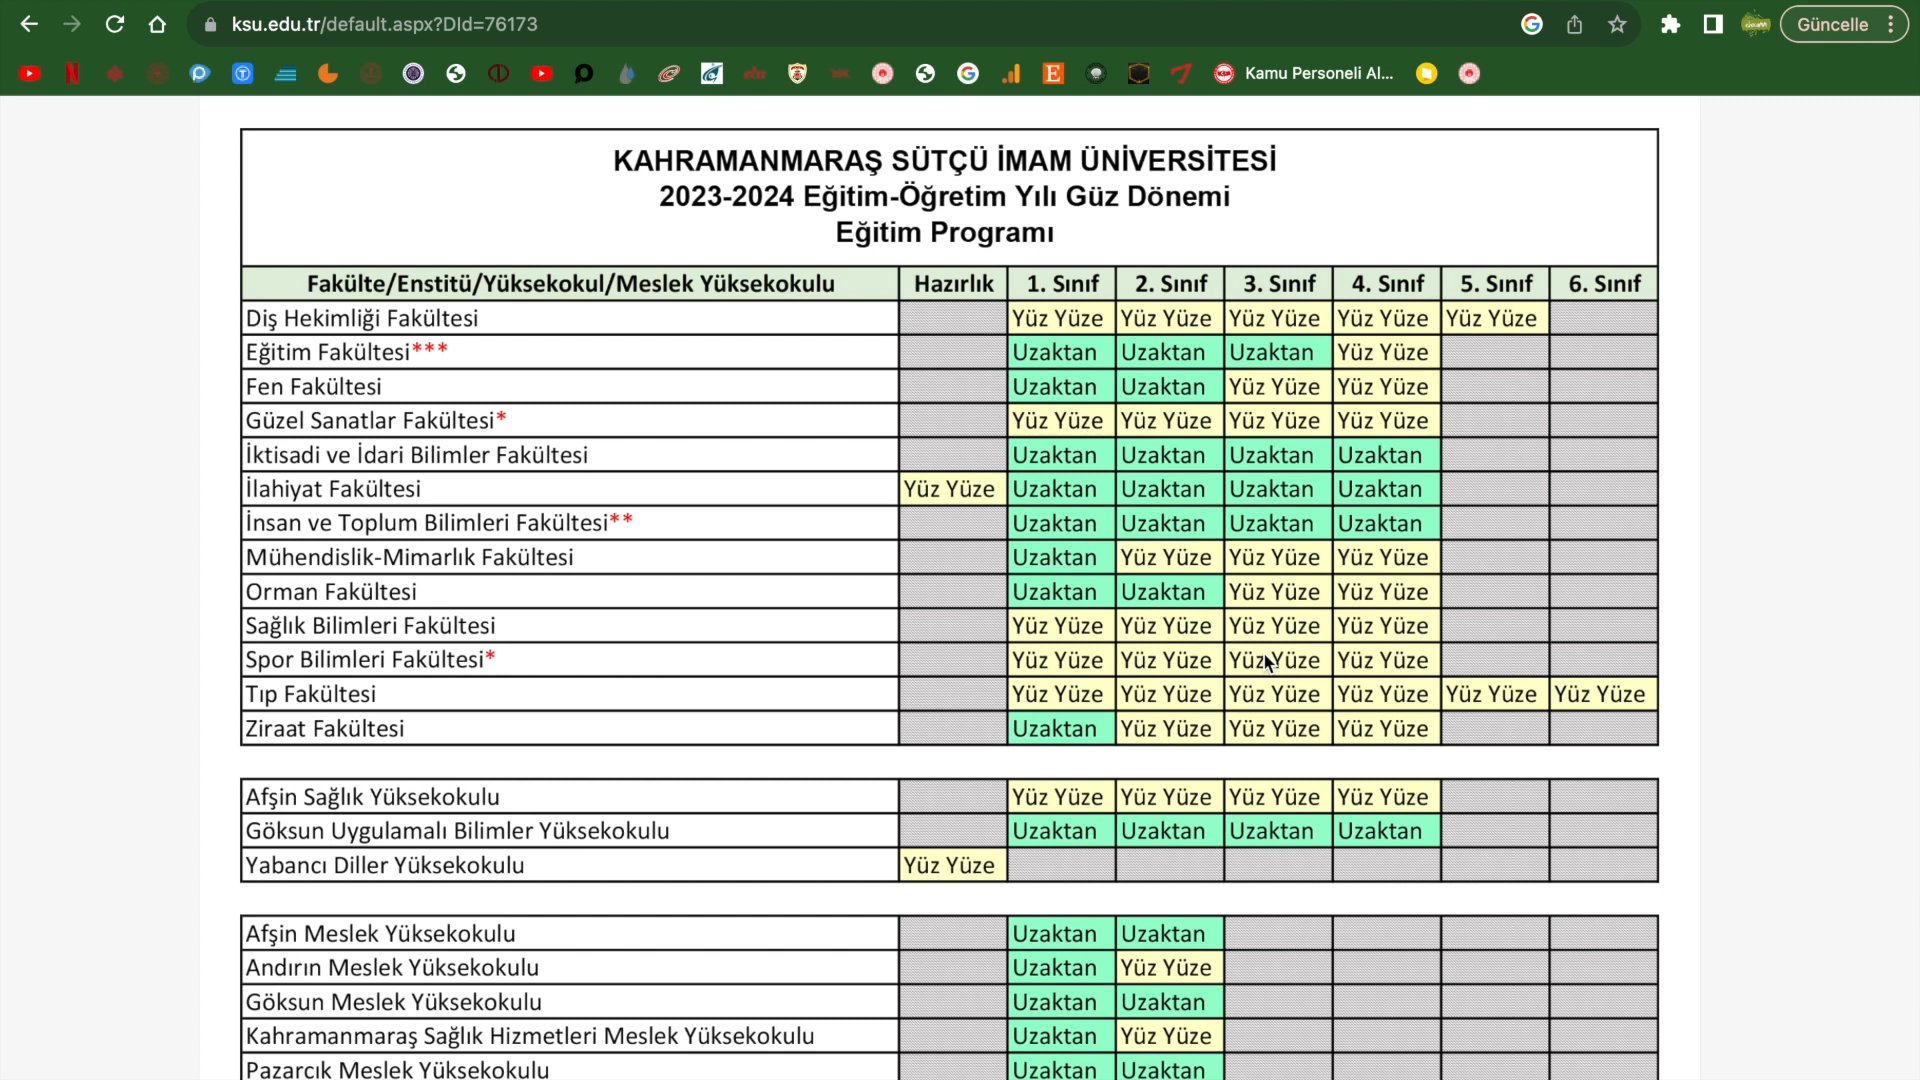 ksu.edu.tr/default.aspx?DId=76173
Güncelle
Kamu Personeli Al...
KAHRAMANMARAŞ SÜTÇÜ İMAM ÜNİVERSİTESİ
2023-2024 Eğitim-Öğretim Yılı Güz Dönemi
Eğitim Programı
Fakülte/Enstitü/Yüksekokul/Meslek Yüksekokulu Hazırlık 1. Sınıf 2. Sınıf 3. Sınıf 4. Sınıf 5. Sınıf 6. Sınıf
Diş Hekimliği Fakültesi Yüz Yüze Yüz Yüze Yüz Yüze Yüz Yüze Yüz Yüze
Eğitim Fakültesi*** Uzaktan Uzaktan Uzaktan Yüz Yüze
Fen Fakültesi Uzaktan Uzaktan Yüz Yüze Yüz Yüze
Güzel Sanatlar Fakültesi* Yüz Yüze Yüz Yüze Yüz Yüze Yüz Yüze
İktisadi ve İdari Bilimler Fakültesi Uzaktan Uzaktan Uzaktan Uzaktan
İlahiyat Fakültesi Yüz Yüze Uzaktan Uzaktan Uzaktan Uzaktan
İnsan ve Toplum Bilimleri Fakültesi** Uzaktan Uzaktan Uzaktan Uzaktan
Mühendislik-Mimarlık Fakültesi Uzaktan Yüz Yüze Yüz Yüze Yüz Yüze
Orman Fakültesi Uzaktan Uzaktan Yüz Yüze Yüz Yüze
Sağlık Bilimleri Fakültesi Yüz Yüze Yüz Yüze Yüz Yüze Yüz Yüze
Spor Bilimleri Fakültesi* Yüz Yüze Yüz Yüze Yüz Yüze Yüz Yüze
Tıp Fakültesi Yüz Yüze Yüz Yüze Yüz Yüze Yüz Yüze Yüz Yüze Yüz Yüze
Ziraat Fakültesi Uzaktan Yüz Yüze Yüz Yüze Yüz Yüze
Afşin Sağlık Yüksekokulu Yüz Yüze Yüz Yüze Yüz Yüze Yüz Yüze
Göksun Uygulamalı Bilimler Yüksekokulu Uzaktan Uzaktan Uzaktan Uzaktan
Yabancı Diller Yüksekokulu Yüz Yüze
Afşin Meslek Yüksekokulu Uzaktan Uzaktan
Andırın Meslek Yüksekokulu Uzaktan Yüz Yüze
Göksun Meslek Yüksekokulu Uzaktan Uzaktan
Kahramanmaraş Sağlık Hizmetleri Meslek Yüksekokulu Uzaktan Yüz Yüze
Pazarcık Meslek Yüksekokulu Uzaktan Uzaktan